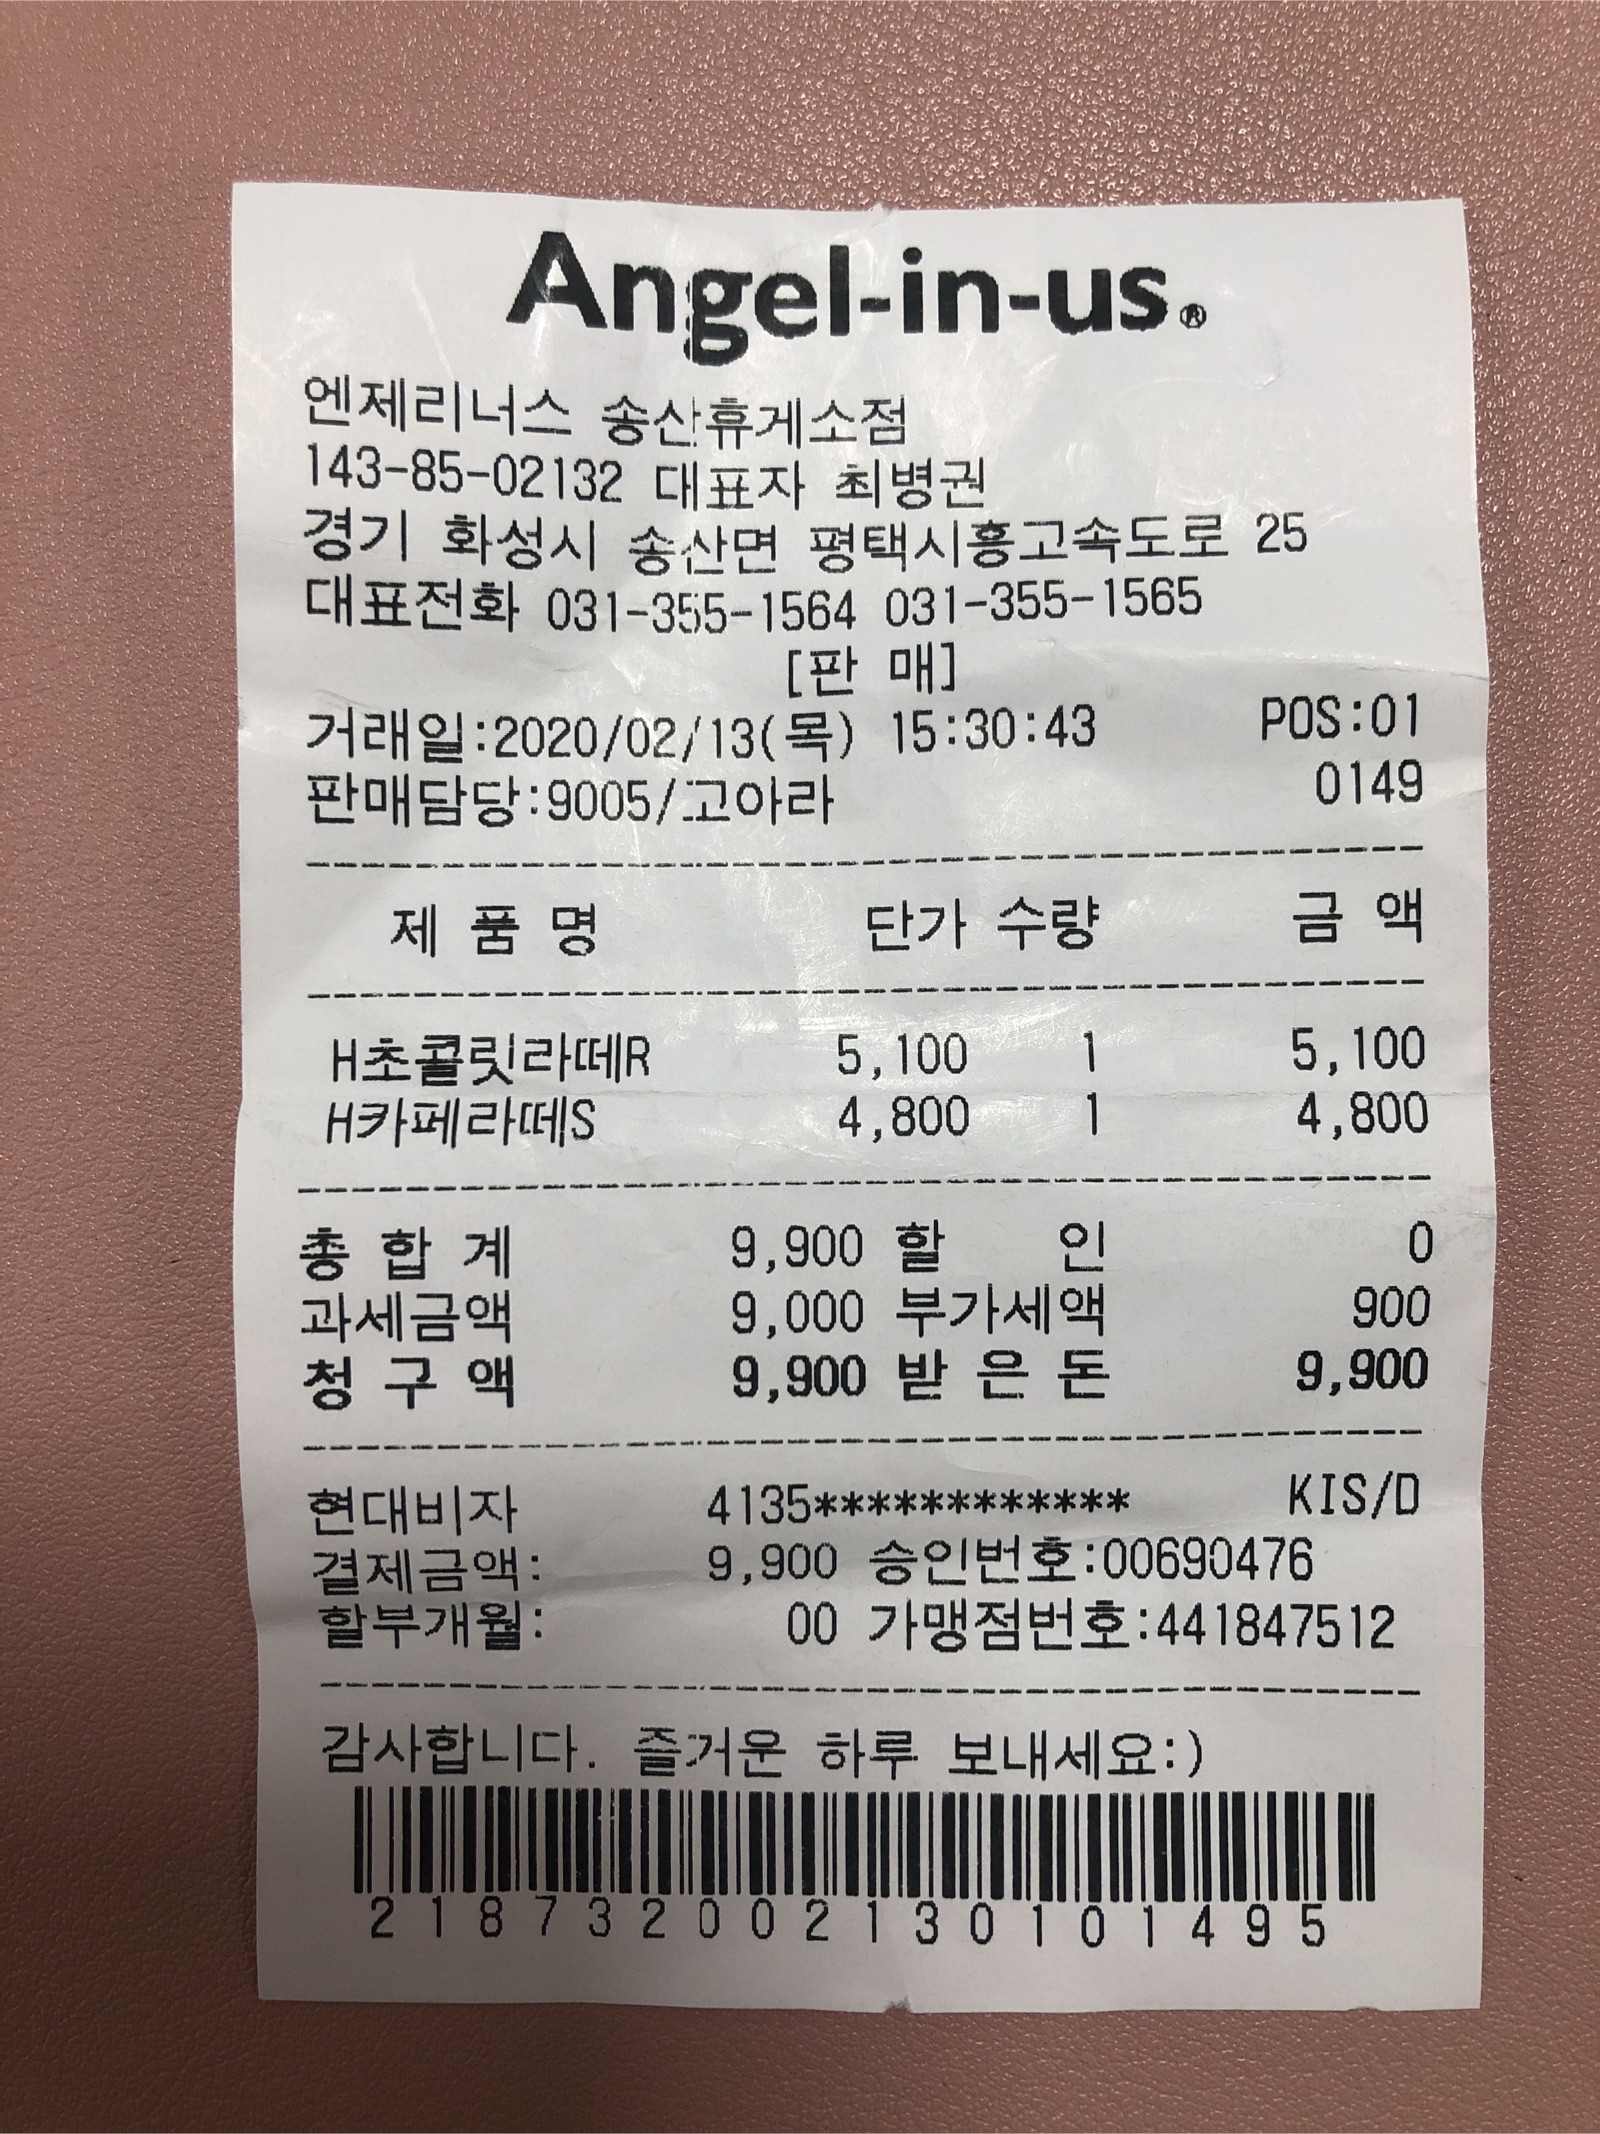 Angel-in-us®
엔제리너스 송산휴게소점
143-85-02132 대표자 최병권
경기 화성시 송산면 평택시흥고속도로 25
대표전화 031-355-1564 031-355-1565
[판 매]
거래일:2020/02/13(목) 15:30:43 POS:01
판매담당:9005/고아라 0149
제 품 명 단가 수량 금 액
H초콜릿라떼R 5,100 1 5,100
H카페라떼S 4,800 1 4,800
총 합 계 9,900 할 인 0
과세금액 9,000 부가세액 900
청 구 액 9,900 받 은 돈 9,900
현대비자 4135************ KIS/D
결제금액: 9,900 승인번호:00690476
할부개월: 00 가맹점번호:441847512
감사합니다. 즐거운 하루 보내세요:)
218732002130101495